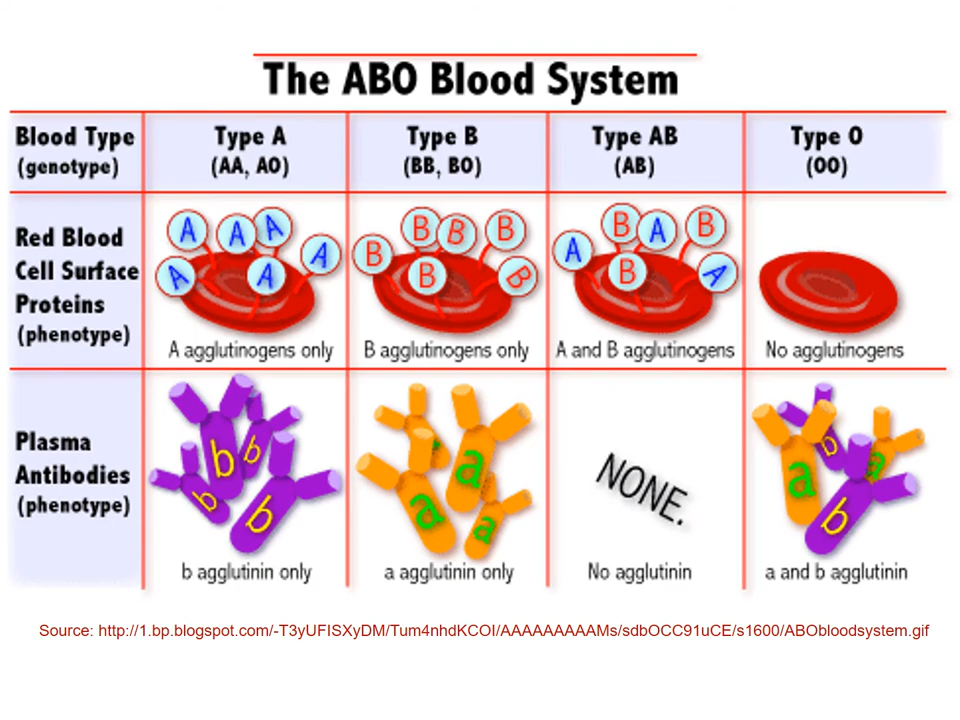 The ABO Blood System
Blood Type
(genotype)
Type A
(AA, AO)
Type B
(BB, BO)
Type AB
(AB)
Type O
(OO)
Red Blood
Cell Surface
Proteins
(phenotype)
A A A A A A
A agglutinogens only
B B B B B B
B agglutinogens only
B A B A B A
A and B agglutinogens
No agglutinogens
Plasma
Antibodies
(phenotype)
b b b b
b agglutinin only
a a a
a agglutinin only
NONE.
No agglutinin
a b a b
a and b agglutinin
Source: http://1.bp.blogspot.com/-T3yUFISXyDM/Tum4nhdKCOI/AAAAAAAAAMs/sdbOCC91uCE/s1600/ABObloodsystem.gif